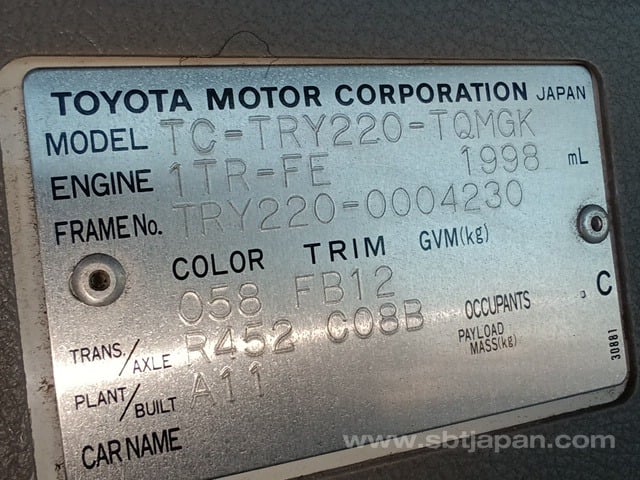 TOYOTA MOTOR CORPORATION JAPAN
MODEL TC-TRY220-TQMGK
ENGINE 1TR-FE 1998 mL
FRAME No. TRY220-0004230
COLOR TRIM GVM(kg)
058 FB12
TRANS./AXLE R452 C08B OCCUPANTS C
PAYLOAD MASS(kg)
PLANT/BUILT A11
CAR NAME
30881
www.sbtjapan.com